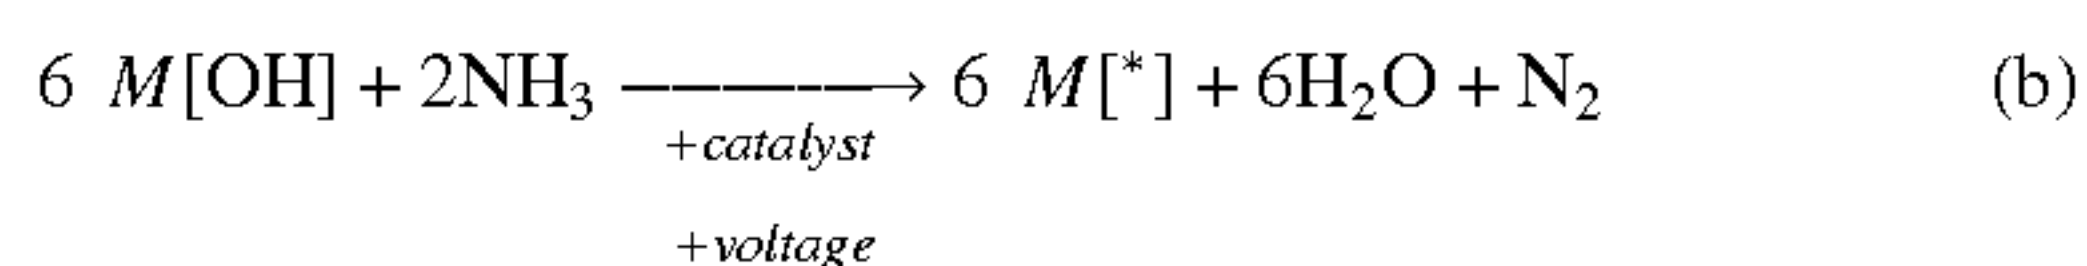 6 M[OH] + 2NH₃ ———→ 6 M[*] + 6H₂O + N₂ (b)
+catalyst
+voltage